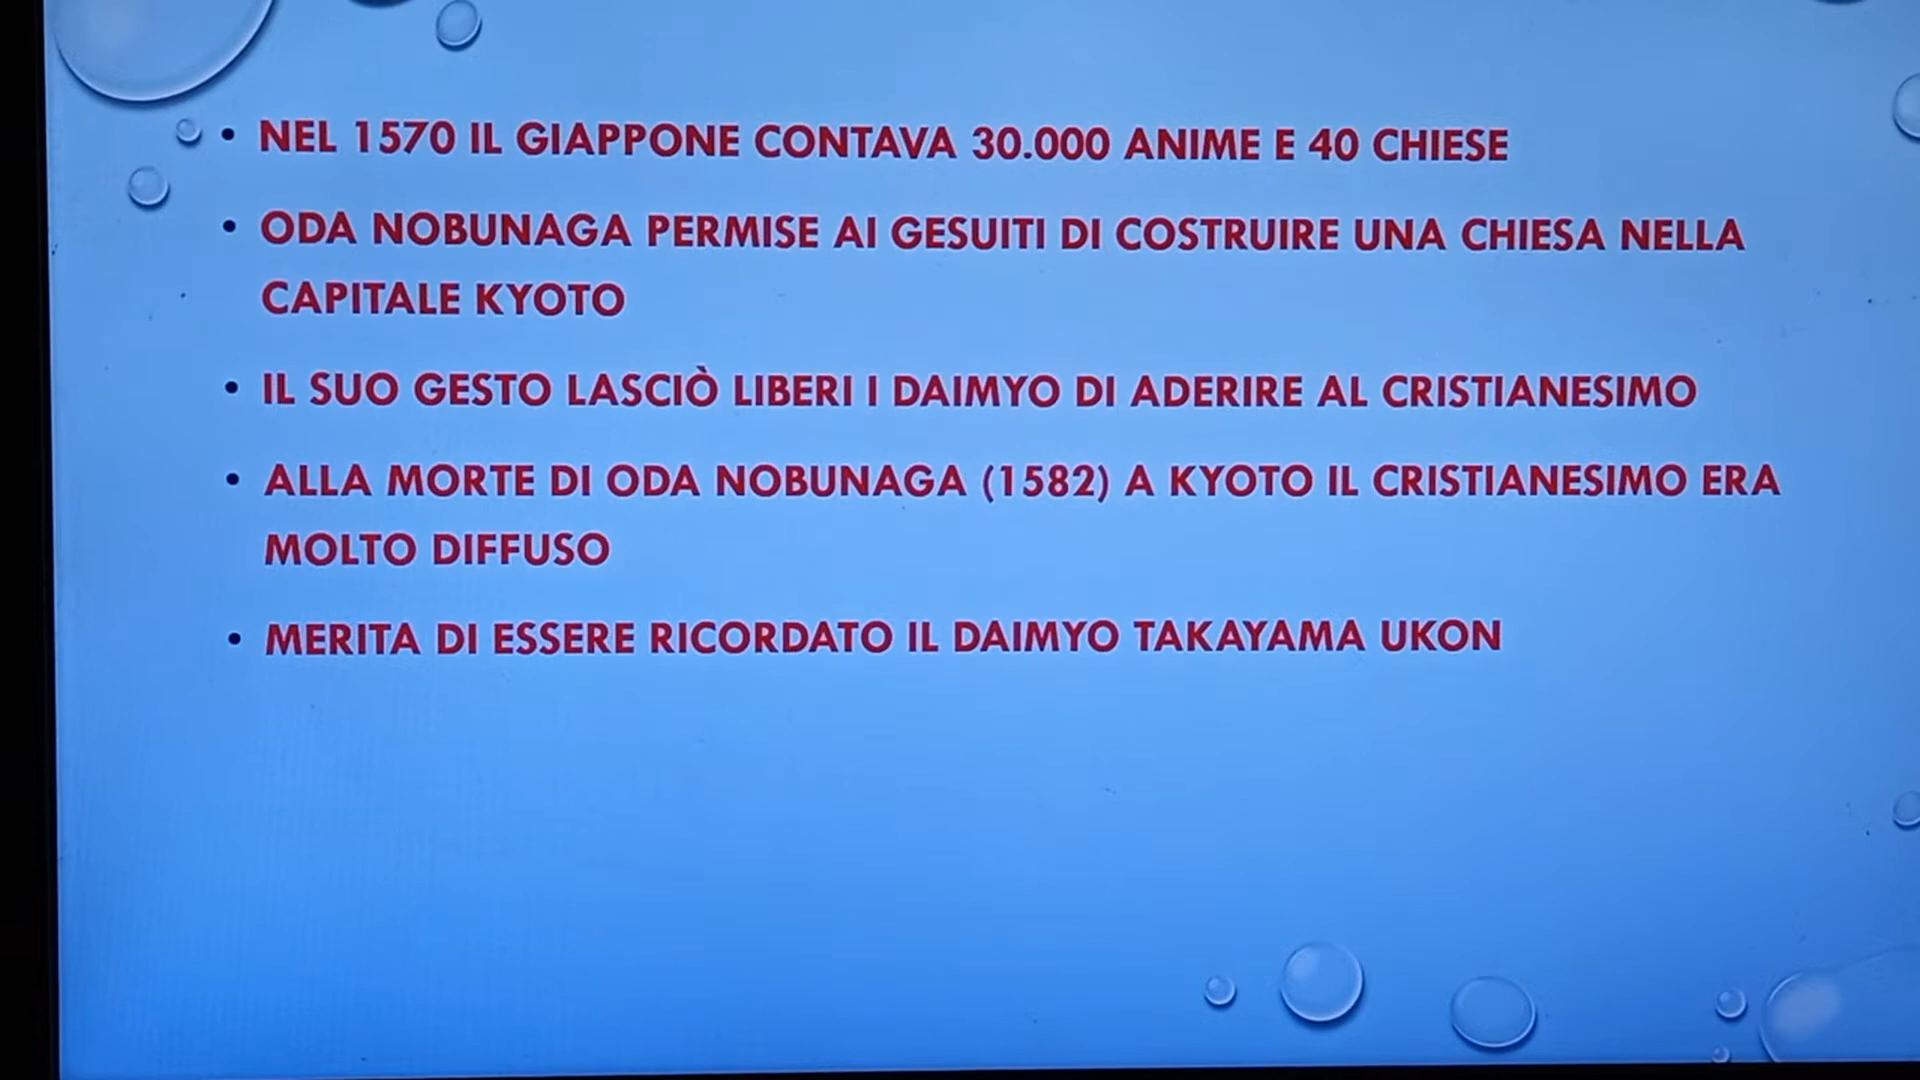 • NEL 1570 IL GIAPPONE CONTAVA 30.000 ANIME E 40 CHIESE
• ODA NOBUNAGA PERMISE AI GESUITI DI COSTRUIRE UNA CHIESA NELLA
CAPITALE KYOTO
• IL SUO GESTO LASCIÒ LIBERI I DAIMYO DI ADERIRE AL CRISTIANESIMO
• ALLA MORTE DI ODA NOBUNAGA (1582) A KYOTO IL CRISTIANESIMO ERA
MOLTO DIFFUSO
• MERITA DI ESSERE RICORDATO IL DAIMYO TAKAYAMA UKON